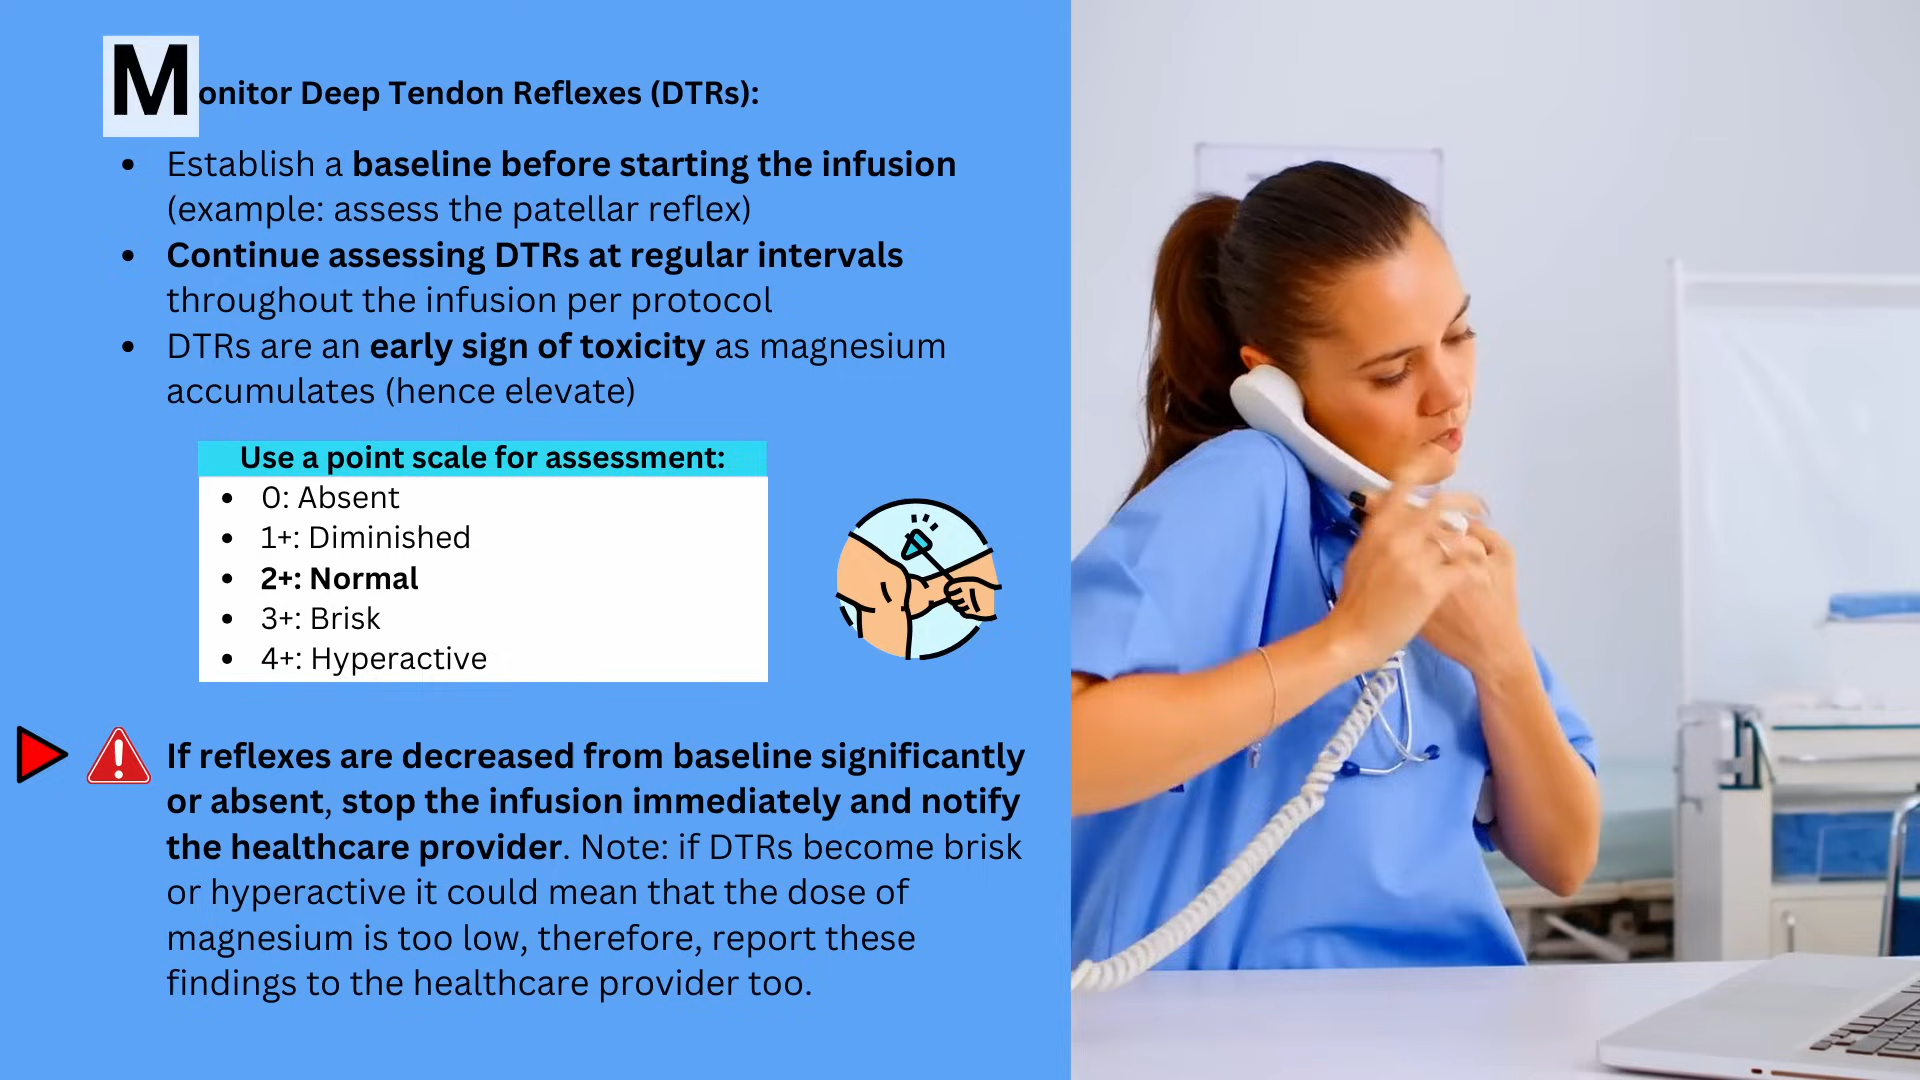 Monitor Deep Tendon Reflexes (DTRs):
• Establish a baseline before starting the infusion
(example: assess the patellar reflex)
• Continue assessing DTRs at regular intervals
throughout the infusion per protocol
• DTRs are an early sign of toxicity as magnesium
accumulates (hence elevate)
Use a point scale for assessment:
• 0: Absent
• 1+: Diminished
• 2+: Normal
• 3+: Brisk
• 4+: Hyperactive
If reflexes are decreased from baseline significantly
or absent, stop the infusion immediately and notify
the healthcare provider. Note: if DTRs become brisk
or hyperactive it could mean that the dose of
magnesium is too low, therefore, report these
findings to the healthcare provider too.